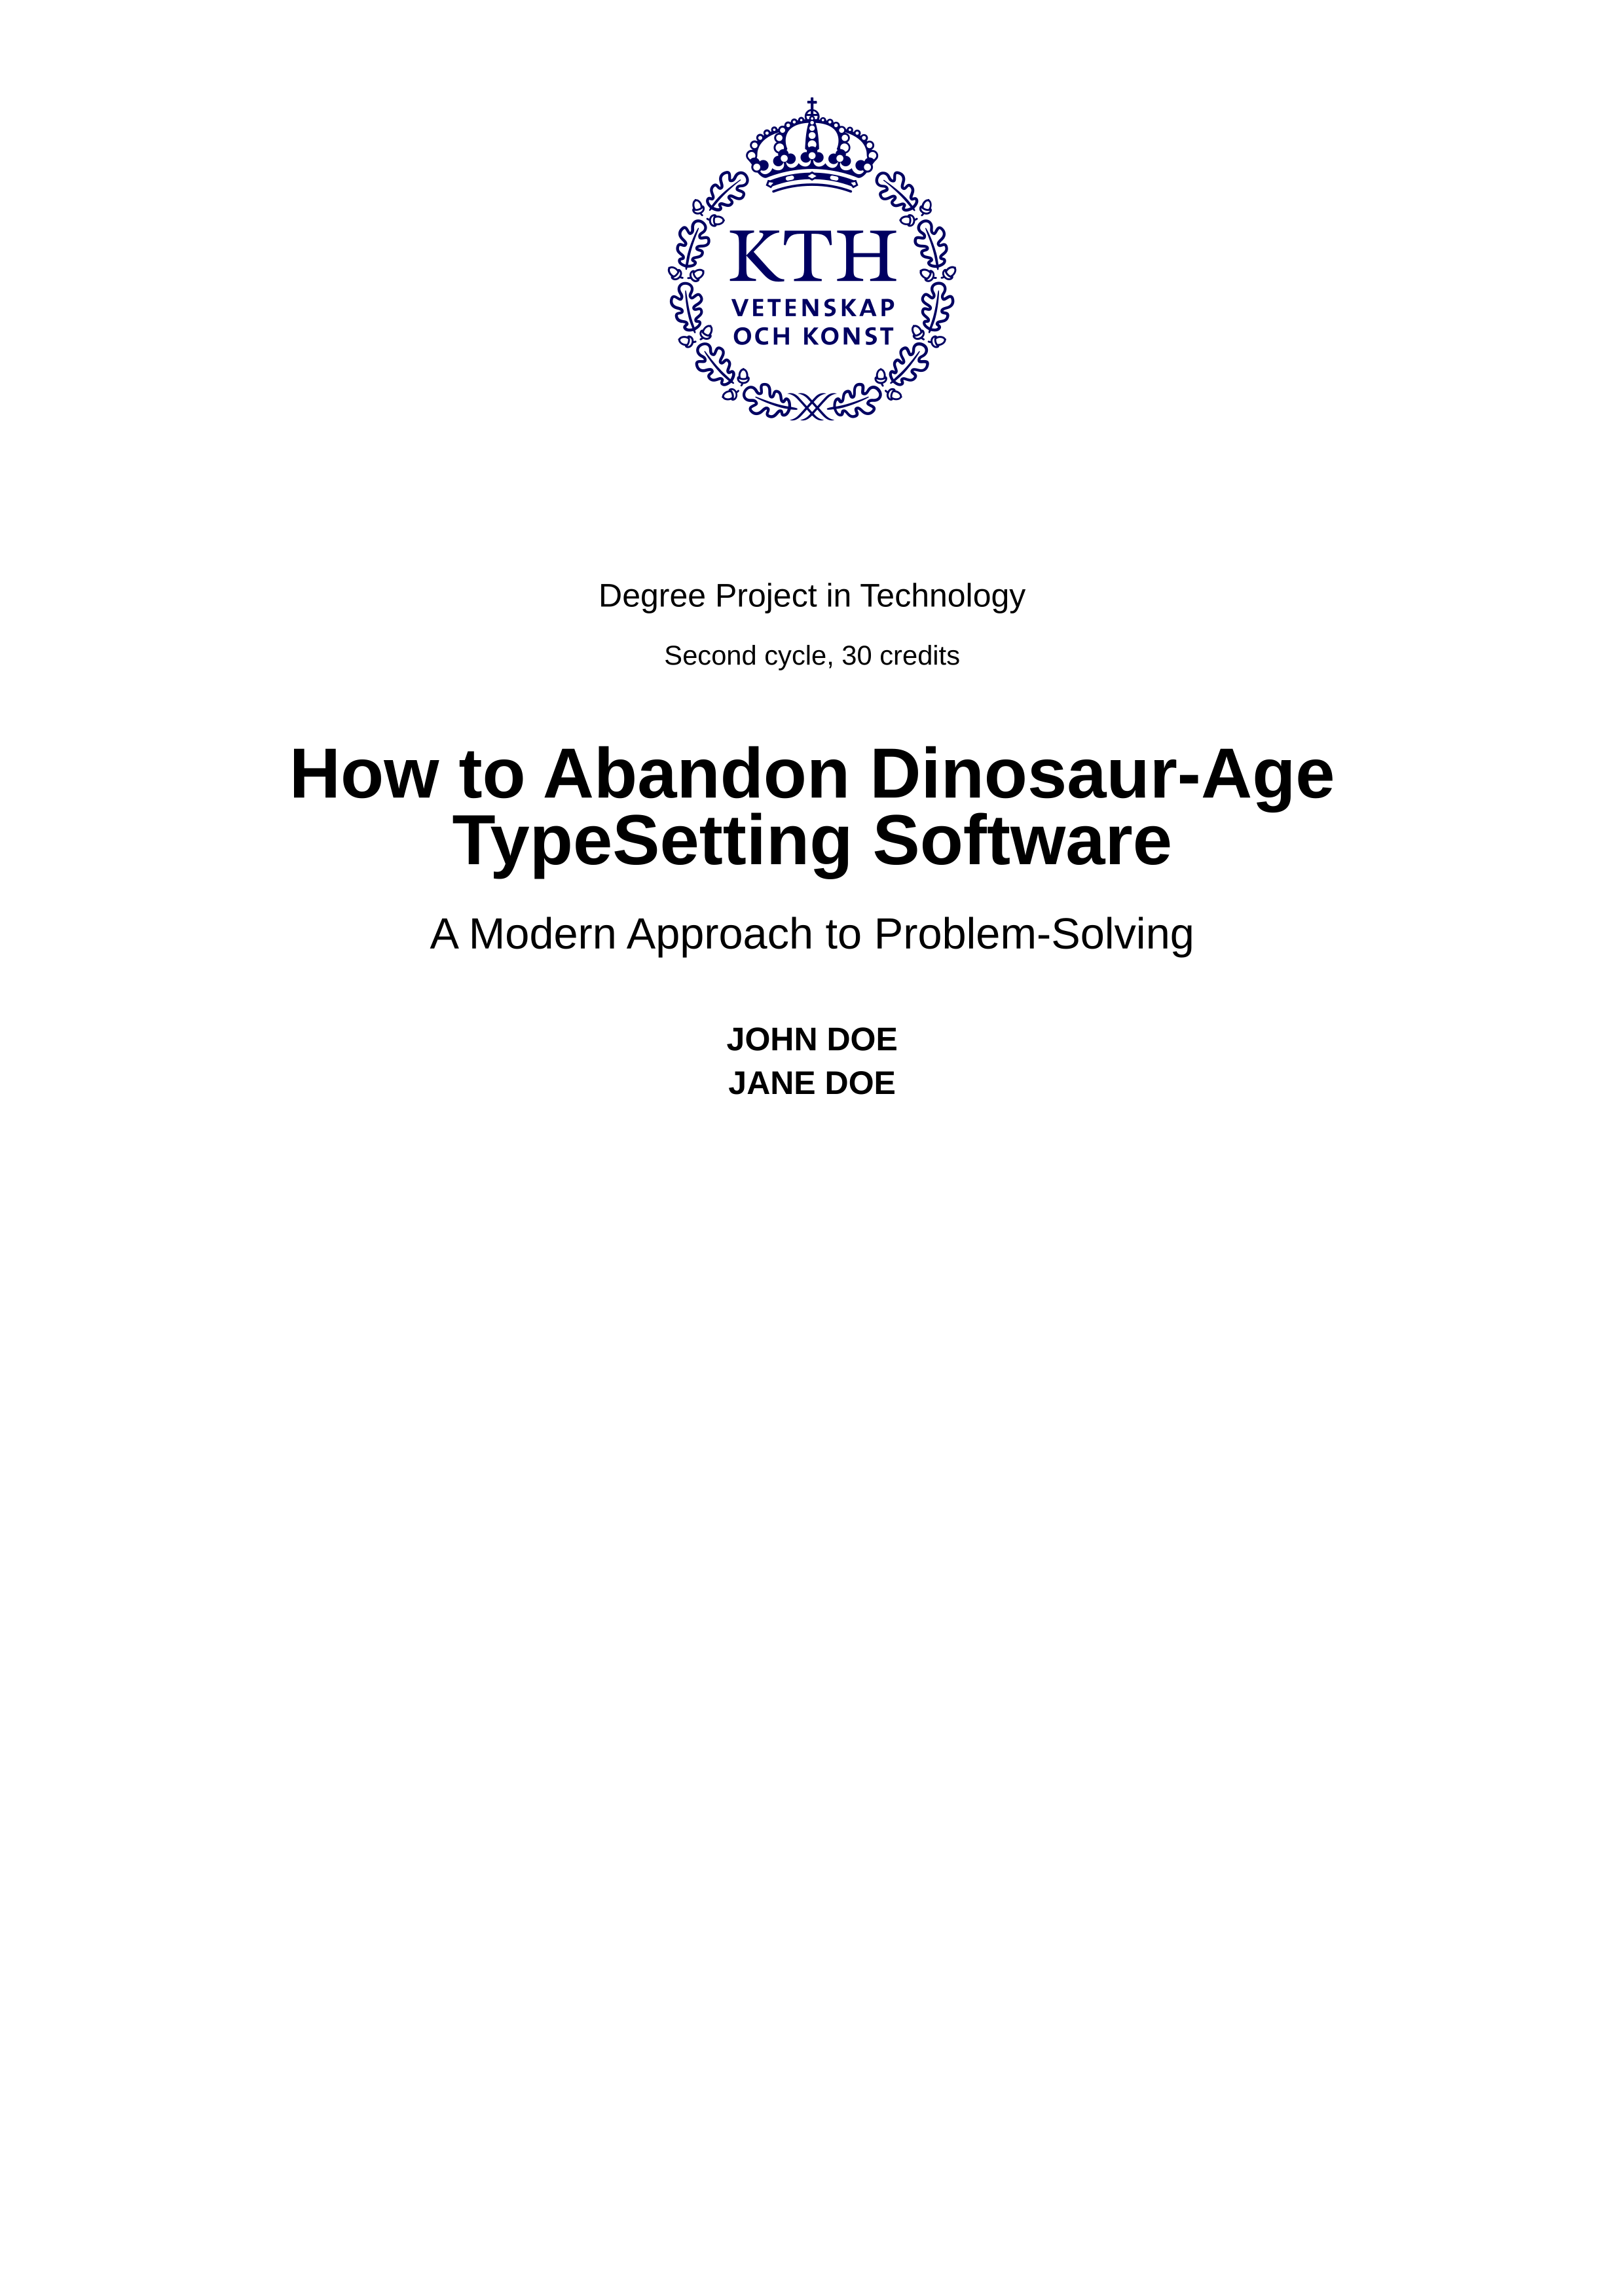 KTH
VETENSKAP
OCH KONST
Degree Project in Technology
Second cycle, 30 credits
How to Abandon Dinosaur-Age
TypeSetting Software
A Modern Approach to Problem-Solving
JOHN DOE
JANE DOE